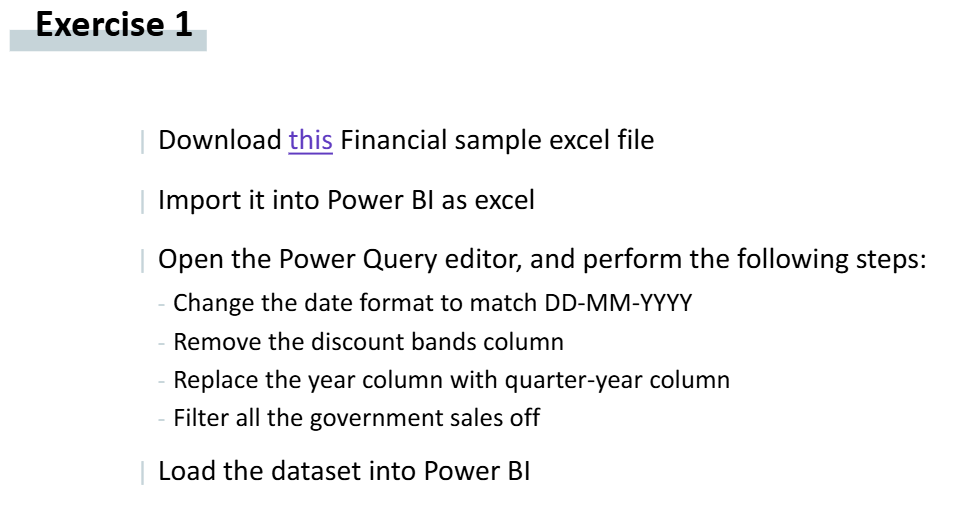 Exercise 1
Download this Financial sample excel file
Import it into Power BI as excel
Open the Power Query editor, and perform the following steps:
- Change the date format to match DD-MM-YYYY
- Remove the discount bands column
- Replace the year column with quarter-year column
- Filter all the government sales off
Load the dataset into Power BI